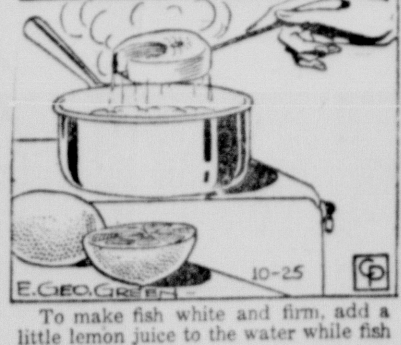 10-25
CP
E. GEO. GREEN -
To make fish white and firm, add a
little lemon juice to the water while fish